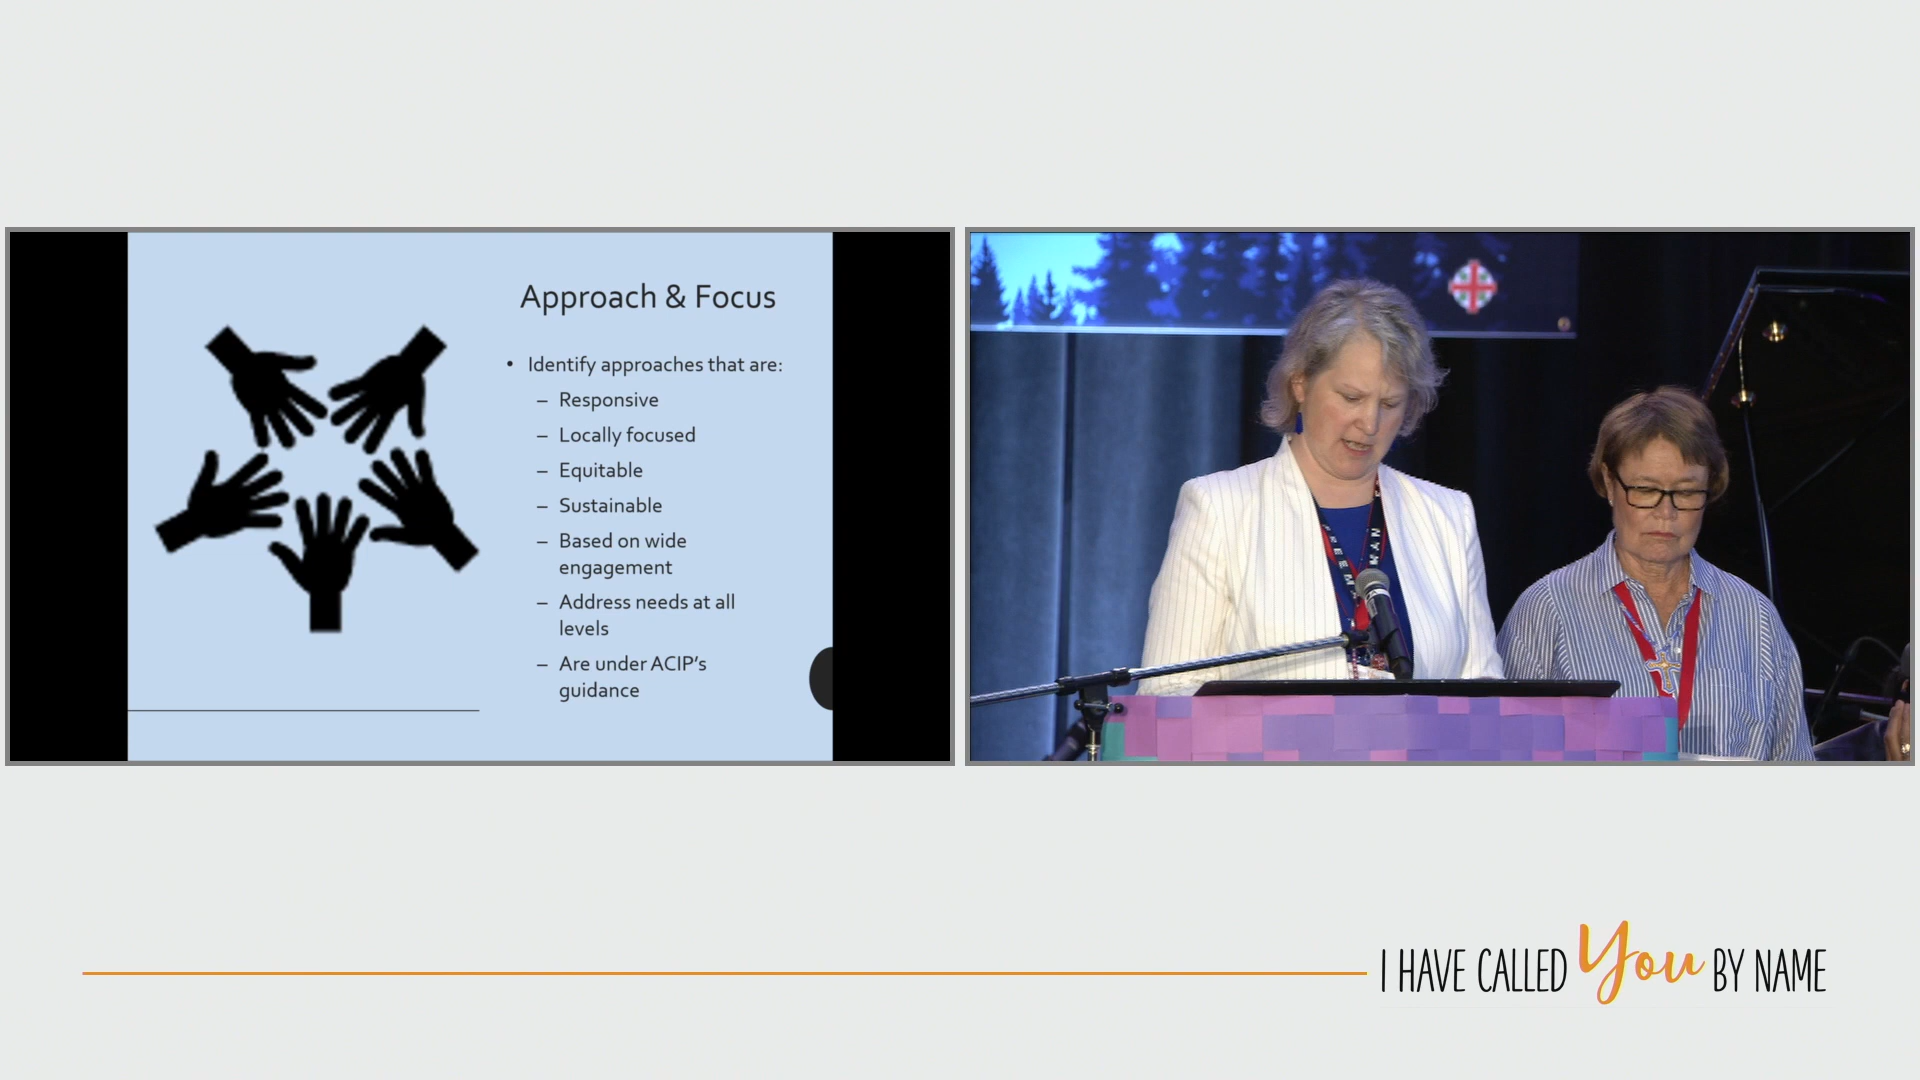 Approach & Focus
• Identify approaches that are:
– Responsive
– Locally focused
– Equitable
– Sustainable
– Based on wide
engagement
– Address needs at all
levels
– Are under ACIP's
guidance
I HAVE CALLED You BY NAME